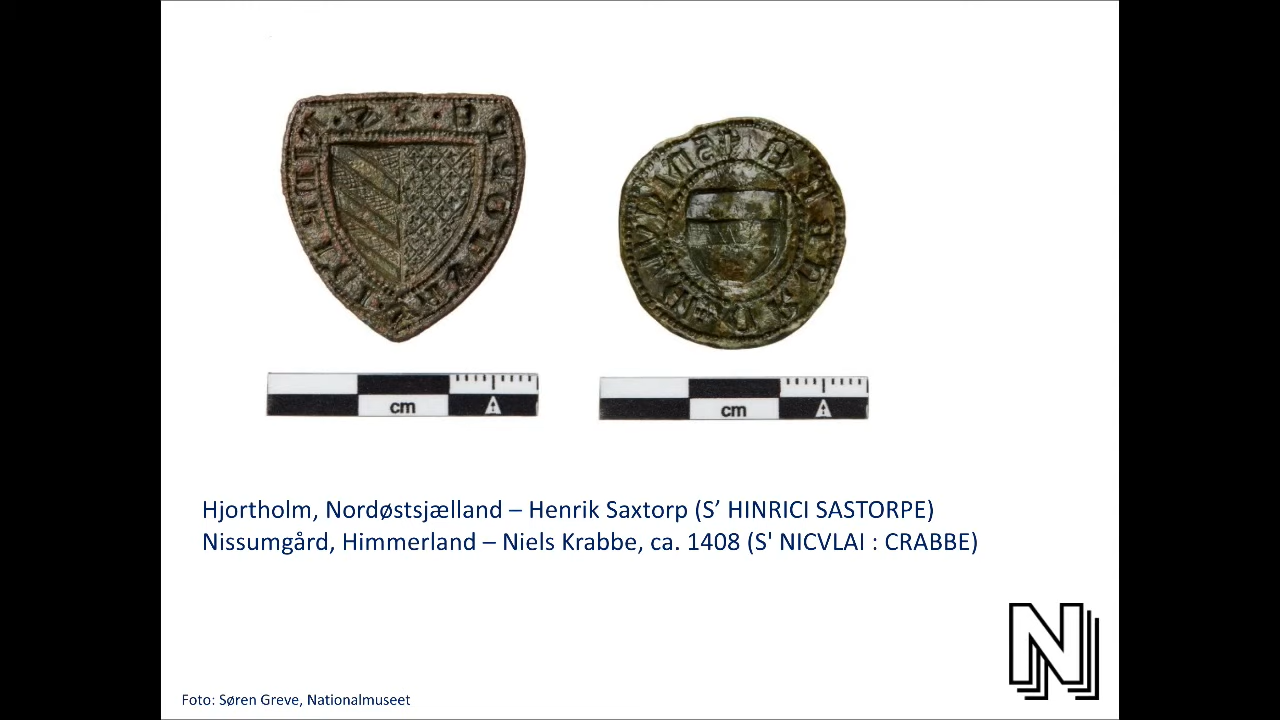 cm
cm
Hjortholm, Nordøstsjælland – Henrik Saxtorp (S’ HINRICI SASTORPE)
Nissumgård, Himmerland – Niels Krabbe, ca. 1408 (S' NICVLAI : CRABBE)
N
Foto: Søren Greve, Nationalmuseet